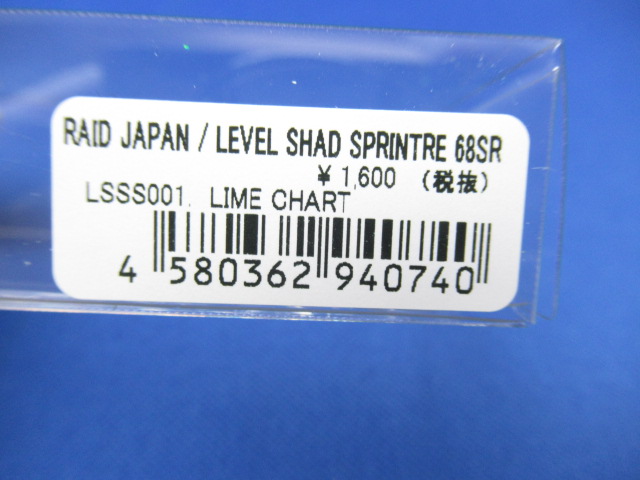 RAID JAPAN / LEVEL SHAD SPRINTRE 68SR
¥ 1,600 (税抜)
LSSS001. LIME CHART
4 580362 940740